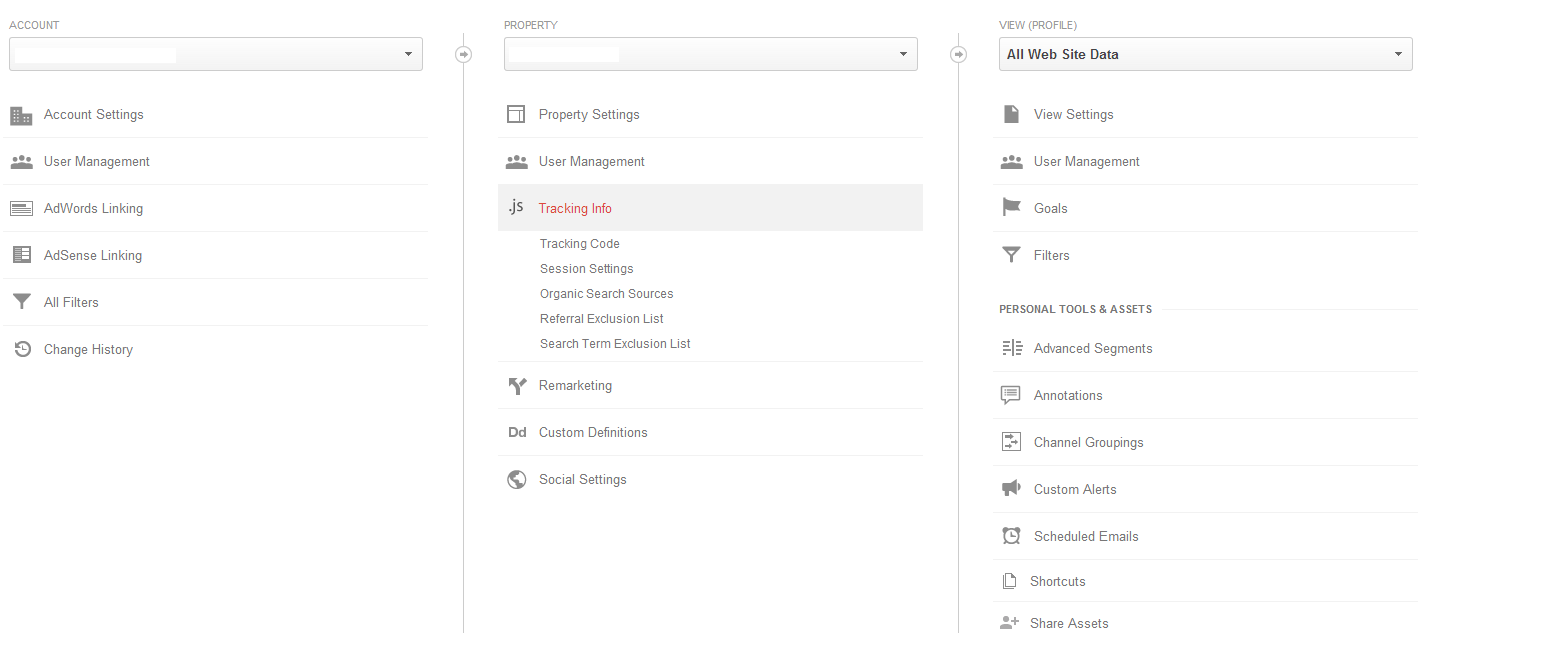 ACCOUNT
Account Settings
User Management
AdWords Linking
AdSense Linking
All Filters
Change History
PROPERTY
Property Settings
User Management
.js Tracking Info
Tracking Code
Session Settings
Organic Search Sources
Referral Exclusion List
Search Term Exclusion List
Remarketing
Dd Custom Definitions
Social Settings
VIEW (PROFILE)
All Web Site Data
View Settings
User Management
Goals
Filters
PERSONAL TOOLS & ASSETS
Advanced Segments
Annotations
Channel Groupings
Custom Alerts
Scheduled Emails
Shortcuts
Share Assets